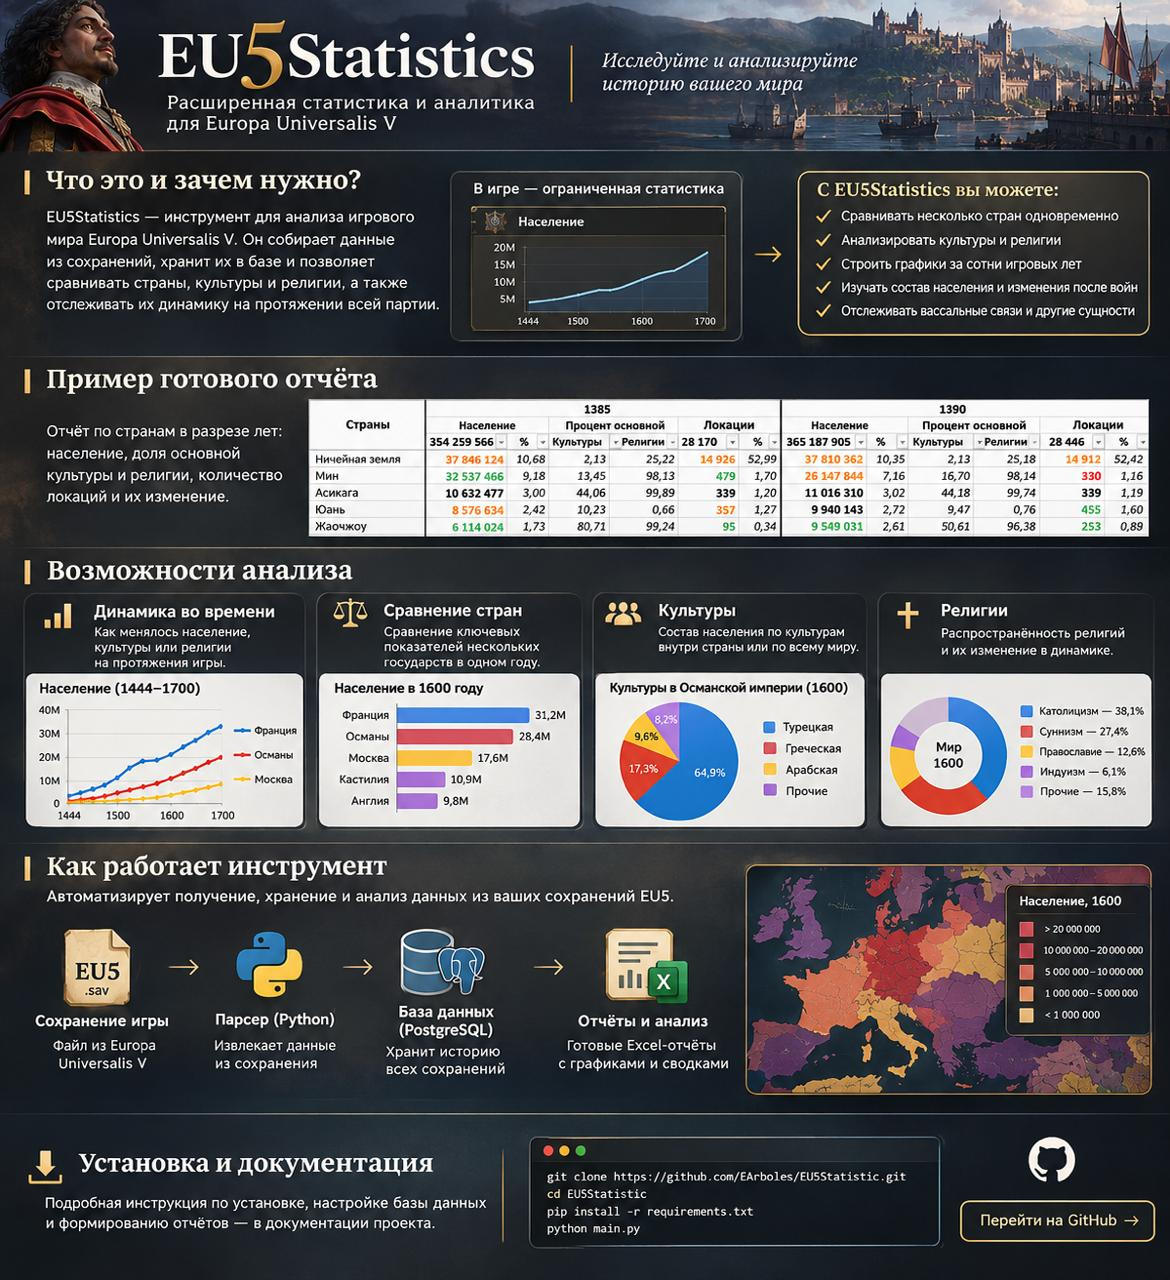 EU5Statistics
Расширенная статистика и аналитика
для Europa Universalis V
Исследуйте и анализируйте
историю вашего мира
Что это и зачем нужно?
EU5Statistics — инструмент для анализа игрового
мира Europa Universalis V. Он собирает данные
из сохранений, хранит их в базе и позволяет
сравнивать страны, культуры и религии, а также
отслеживать их динамику на протяжении всей партии.
В игре — ограниченная статистика
Население
20M
15M
10M
5M
1444 1500 1600 1700
С EU5Statistics вы можете:
Сравнивать несколько стран одновременно
Анализировать культуры и религии
Строить графики за сотни игровых лет
Изучать состав населения и изменения после войн
Отслеживать вассальные связи и другие сущности
Пример готового отчёта
Отчёт по странам в разрезе лет:
население, доля основной
культуры и религии, количество
локаций и их изменение.
Страны 1385 1390
Население Процент основной Локации Население Процент основной Локации
354 259 566 % Культуры Религии 28 170 % 365 187 905 % Культуры Религии 28 446 %
Ничейная земля 37 846 124 10,68 2,13 25,22 14 926 52,99 37 810 362 10,35 2,13 25,18 14 912 52,42
Мин 32 537 466 9,18 13,45 98,13 479 1,70 26 147 844 7,16 16,70 98,14 330 1,16
Асикага 10 632 477 3,00 44,06 99,89 339 1,20 11 016 310 3,02 44,18 99,74 339 1,19
Юань 8 576 634 2,42 10,23 0,66 357 1,27 9 940 143 2,72 9,47 0,76 455 1,60
Жаочжоу 6 114 024 1,73 80,71 99,24 95 0,34 9 549 031 2,61 50,61 96,38 253 0,89
Возможности анализа
Динамика во времени
Как менялось население,
культуры или религии
на протяжения игры.
Население (1444–1700)
40M
30M
20M
10M
0
1444 1500 1600 1700
Франция
Османы
Москва
Сравнение стран
Сравнение ключевых
показателей нескольких
государств в одном году.
Население в 1600 году
Франция 31,2M
Османы 28,4M
Москва 17,6M
Кастилия 10,9M
Англия 9,8M
Культуры
Состав населения по культурам
внутри страны или по всему миру.
Культуры в Османской империи (1600)
8,2%
9,6%
17,3%
64,9%
Турецкая
Греческая
Арабская
Прочие
Религии
Распространённость религий
и их изменение в динамике.
Мир
1600
Католицизм — 38,1%
Суннизм — 27,4%
Православие — 12,6%
Индуизм — 6,1%
Прочие — 15,8%
Как работает инструмент
Автоматизирует получение, хранение и анализ данных из ваших сохранений EU5.
EU5
.sav
Сохранение игры
Файл из Europa
Universalis V
Парсер (Python)
Извлекает данные
из сохранения
База данных
(PostgreSQL)
Хранит историю
всех сохранений
X
Отчёты и анализ
Готовые Excel-отчёты
с графиками и сводками
Население, 1600
> 20 000 000
10 000 000 – 20 000 000
5 000 000 – 10 000 000
1 000 000 – 5 000 000
< 1 000 000
Установка и документация
Подробная инструкция по установке, настройке базы данных
и формированию отчётов — в документации проекта.
git clone https://github.com/EArboles/EU5Statistic.git
cd EU5Statistic
pip install -r requirements.txt
python main.py
Перейти на GitHub →